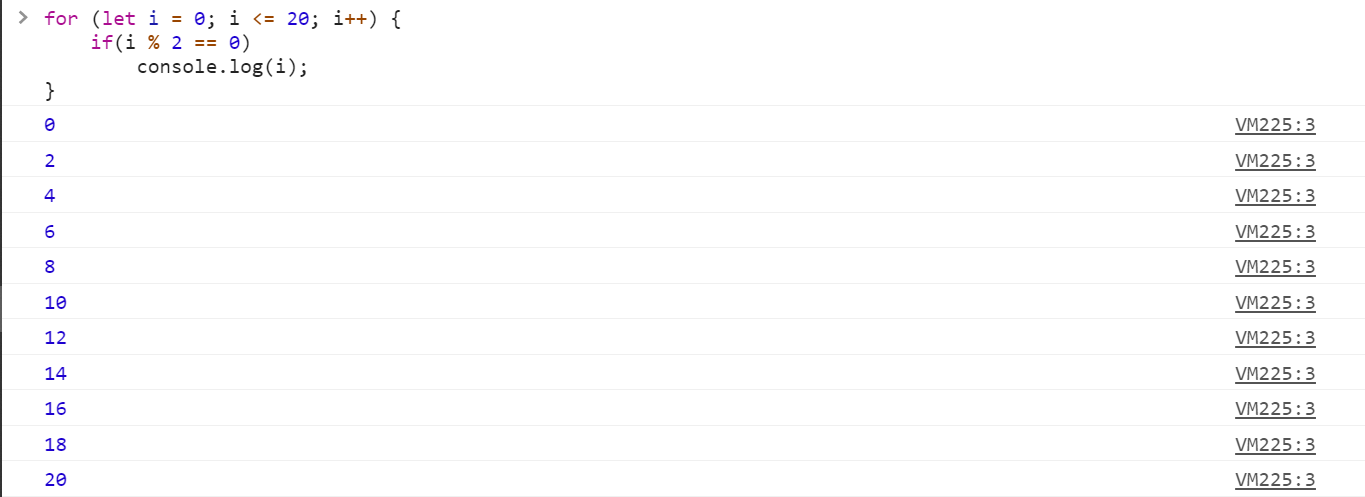 > for (let i = 0; i <= 20; i++) {
if(i % 2 == 0)
console.log(i);
}
0 VM225:3
2 VM225:3
4 VM225:3
6 VM225:3
8 VM225:3
10 VM225:3
12 VM225:3
14 VM225:3
16 VM225:3
18 VM225:3
20 VM225:3